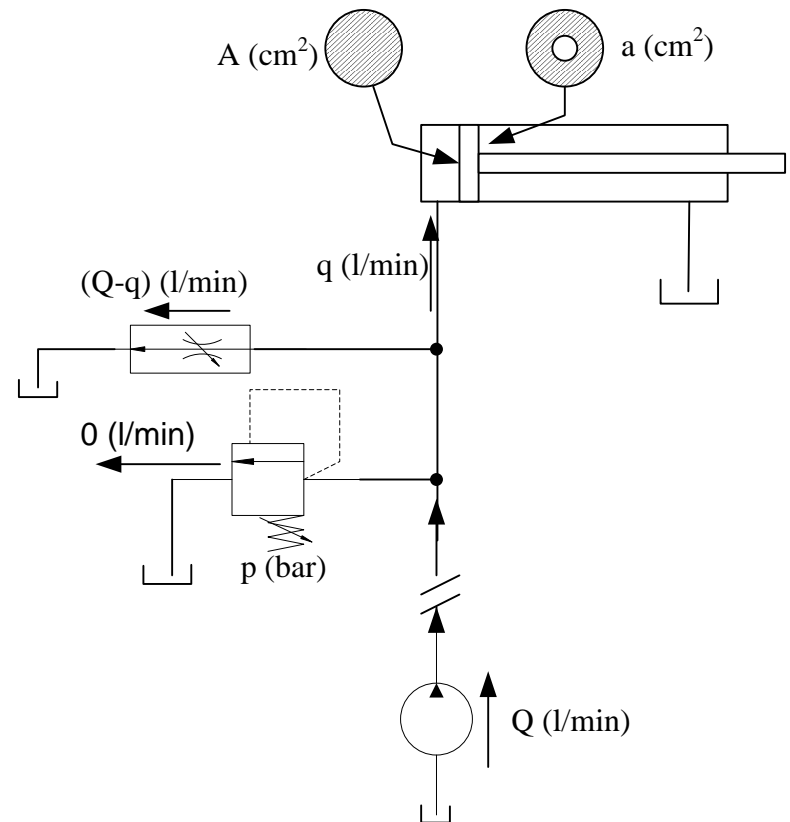 A (cm²)
a (cm²)
q (l/min)
(Q-q) (l/min)
0 (l/min)
p (bar)
Q (l/min)